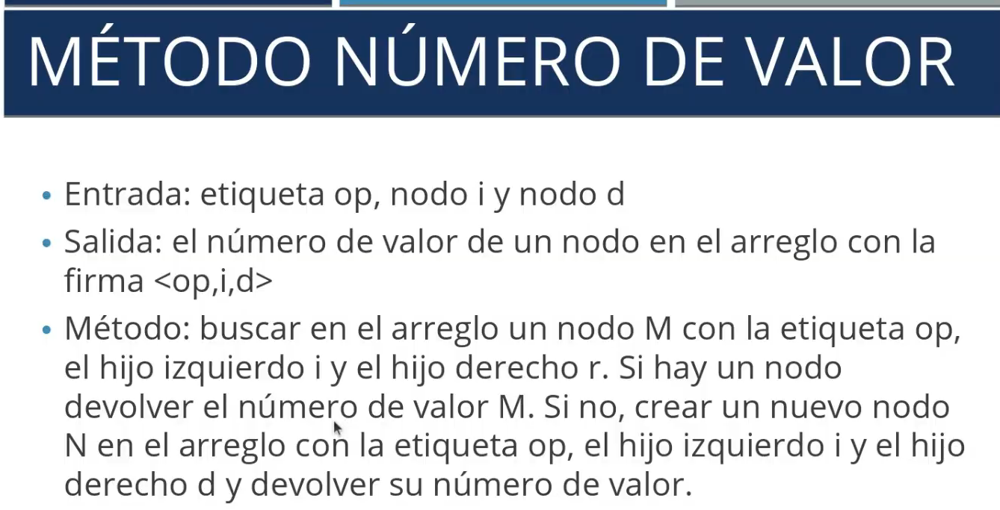 MÉTODO NÚMERO DE VALOR
• Entrada: etiqueta op, nodo i y nodo d
• Salida: el número de valor de un nodo en el arreglo con la
firma <op,i,d>
• Método: buscar en el arreglo un nodo M con la etiqueta op,
el hijo izquierdo i y el hijo derecho r. Si hay un nodo
devolver el número de valor M. Si no, crear un nuevo nodo
N en el arreglo con la etiqueta op, el hijo izquierdo i y el hijo
derecho d y devolver su número de valor.